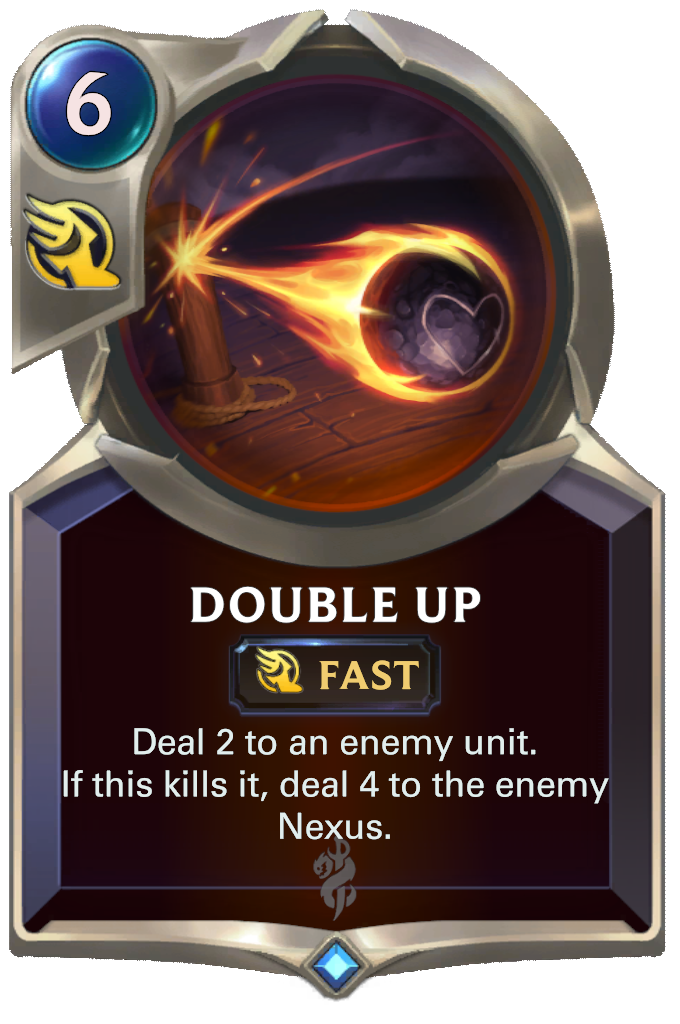 6
DOUBLE UP
FAST
Deal 2 to an enemy unit.
If this kills it, deal 4 to the enemy
Nexus.